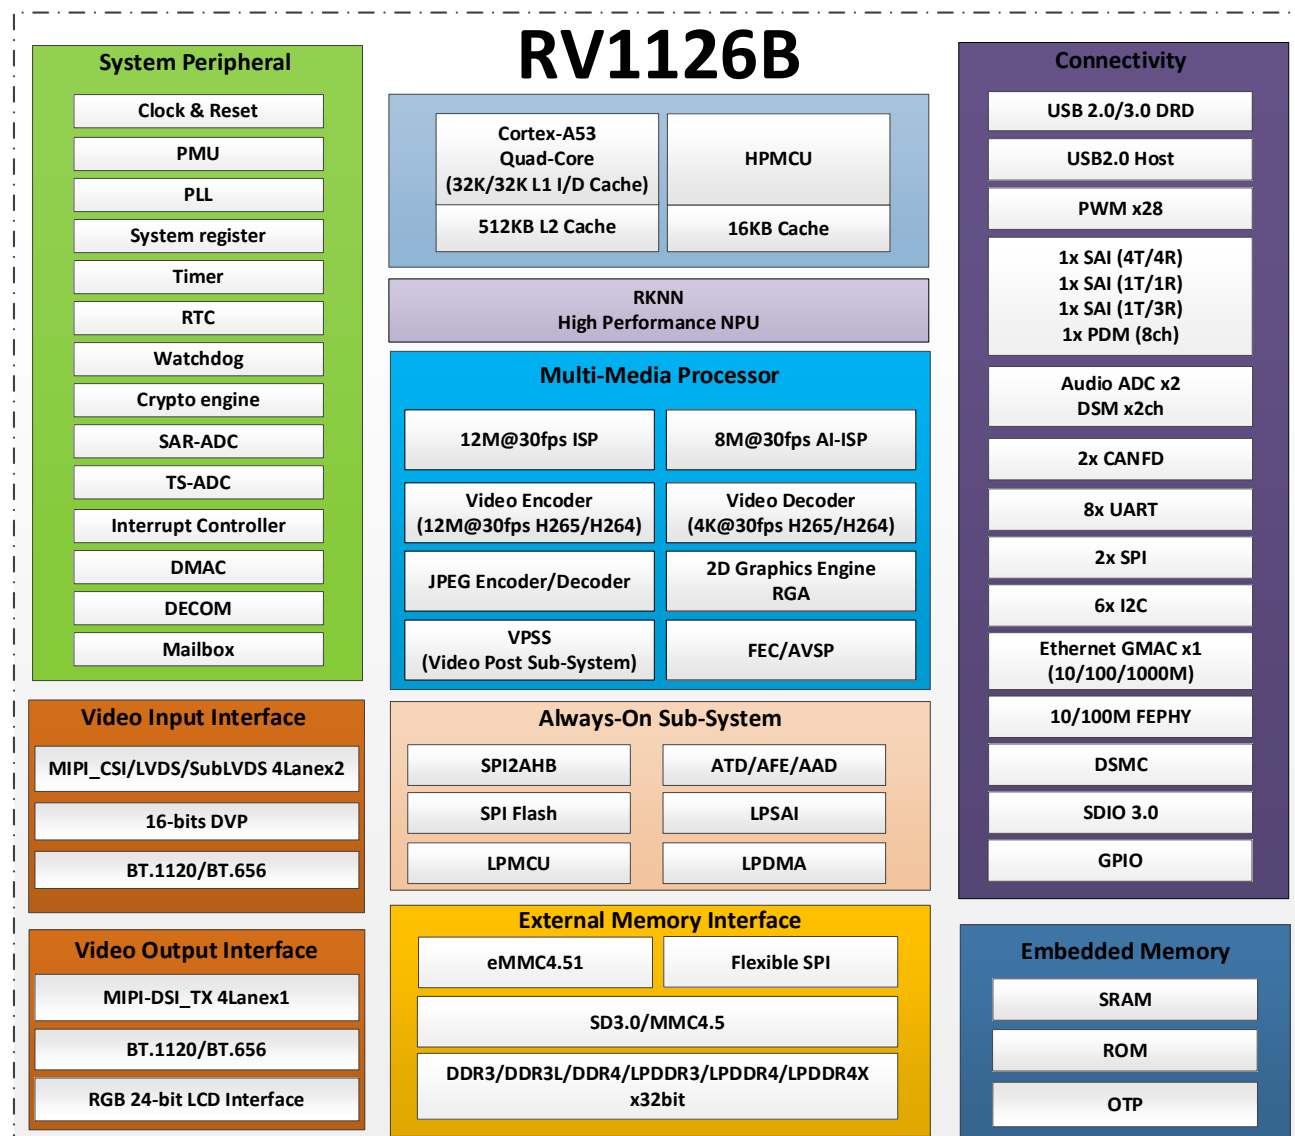 RV1126B
System Peripheral
Clock & Reset
PMU
PLL
System register
Timer
RTC
Watchdog
Crypto engine
SAR-ADC
TS-ADC
Interrupt Controller
DMAC
DECOM
Mailbox
Video Input Interface
MIPI_CSI/LVDS/SubLVDS 4Lanex2
16-bits DVP
BT.1120/BT.656
Video Output Interface
MIPI-DSI_TX 4Lanex1
BT.1120/BT.656
RGB 24-bit LCD Interface
Cortex-A53
Quad-Core
(32K/32K L1 I/D Cache)
512KB L2 Cache
HPMCU
16KB Cache
RKNN
High Performance NPU
Multi-Media Processor
12M@30fps ISP
8M@30fps AI-ISP
Video Encoder
(12M@30fps H265/H264)
Video Decoder
(4K@30fps H265/H264)
JPEG Encoder/Decoder
2D Graphics Engine
RGA
VPSS
(Video Post Sub-System)
FEC/AVSP
Always-On Sub-System
SPI2AHB
ATD/AFE/AAD
SPI Flash
LPSAI
LPMCU
LPDMA
External Memory Interface
eMMC4.51
Flexible SPI
SD3.0/MMC4.5
DDR3/DDR3L/DDR4/LPDDR3/LPDDR4/LPDDR4X
x32bit
Connectivity
USB 2.0/3.0 DRD
USB2.0 Host
PWM x28
1x SAI (4T/4R)
1x SAI (1T/1R)
1x SAI (1T/3R)
1x PDM (8ch)
Audio ADC x2
DSM x2ch
2x CANFD
8x UART
2x SPI
6x I2C
Ethernet GMAC x1
(10/100/1000M)
10/100M FEPHY
DSMC
SDIO 3.0
GPIO
Embedded Memory
SRAM
ROM
OTP